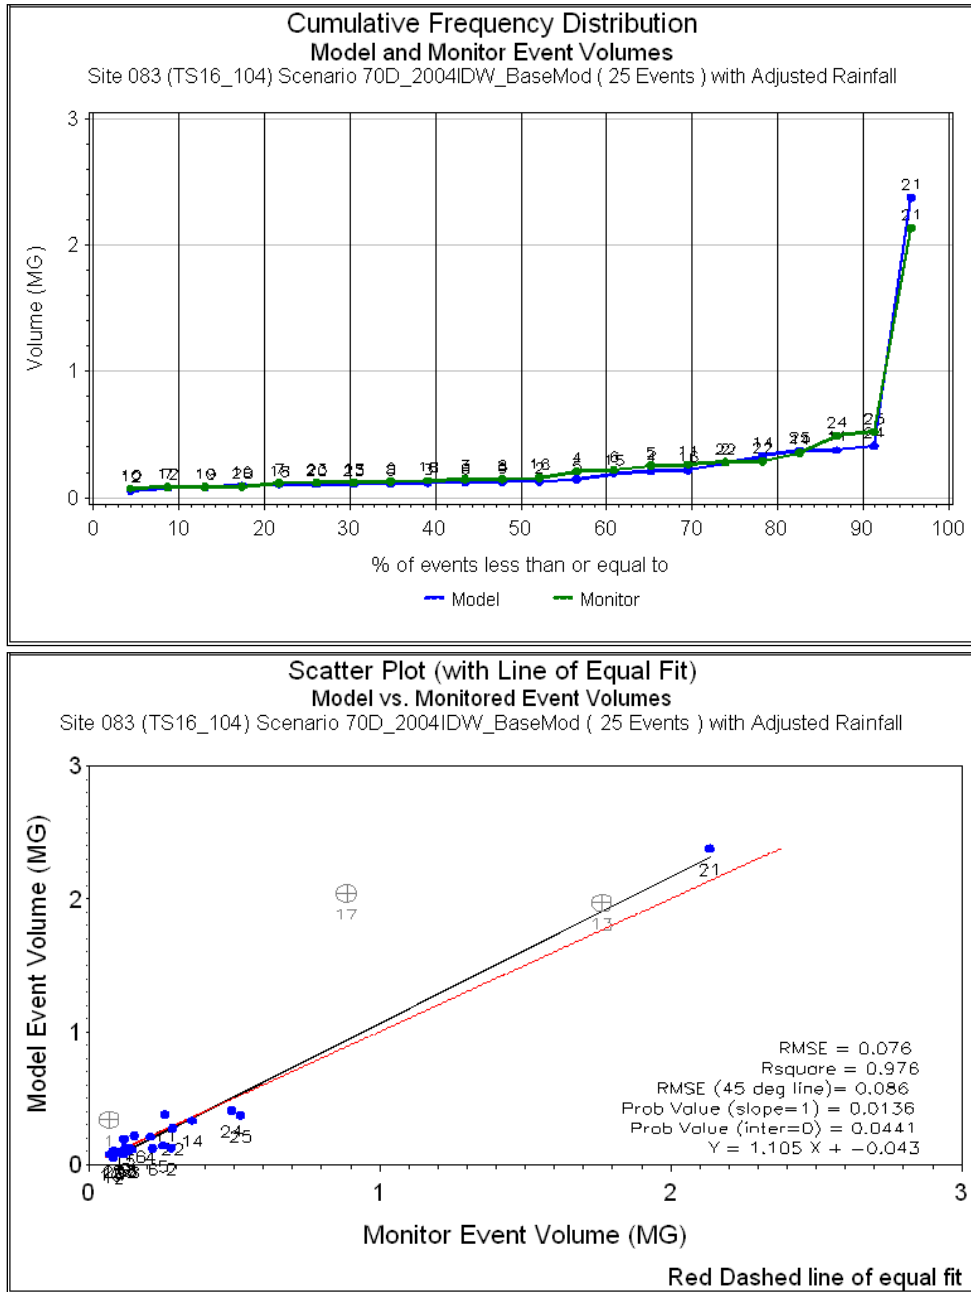 Cumulative Frequency Distribution
Model and Monitor Event Volumes
Site 083 (TS16_104) Scenario 70D_2004IDW_BaseMod ( 25 Events ) with Adjusted Rainfall
3
2
1
0
Volume (MG)
21
21
24
0 10 20 30 40 50 60 70 80 90 100
% of events less than or equal to
Model Monitor
Scatter Plot (with Line of Equal Fit)
Model vs. Monitored Event Volumes
Site 083 (TS16_104) Scenario 70D_2004IDW_BaseMod ( 25 Events ) with Adjusted Rainfall
3
2
1
0
Model Event Volume (MG)
21
17
13
14
24
25
22
RMSE = 0.076
Rsquare = 0.976
RMSE (45 deg line)= 0.086
Prob Value (slope=1) = 0.0136
Prob Value (inter=0) = 0.0441
Y = 1.105 X + -0.043
0 1 2 3
Monitor Event Volume (MG)
Red Dashed line of equal fit